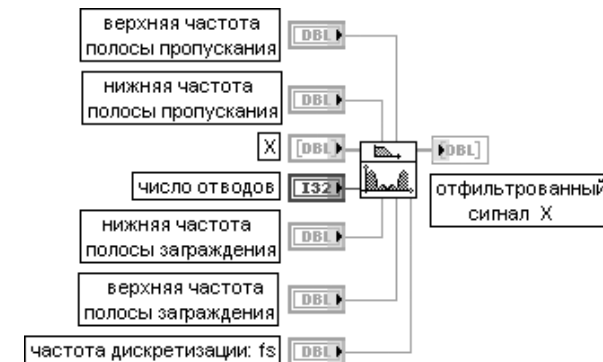 верхняя частота
полосы пропускания
DBL
нижняя частота
полосы пропускания
DBL
X
[DBL]
DBL]
число отводов
I32
отфильтрованный
сигнал X
нижняя частота
полосы заграждения
DBL
верхняя частота
полосы заграждения
DBL
частота дискретизации: fs
DBL